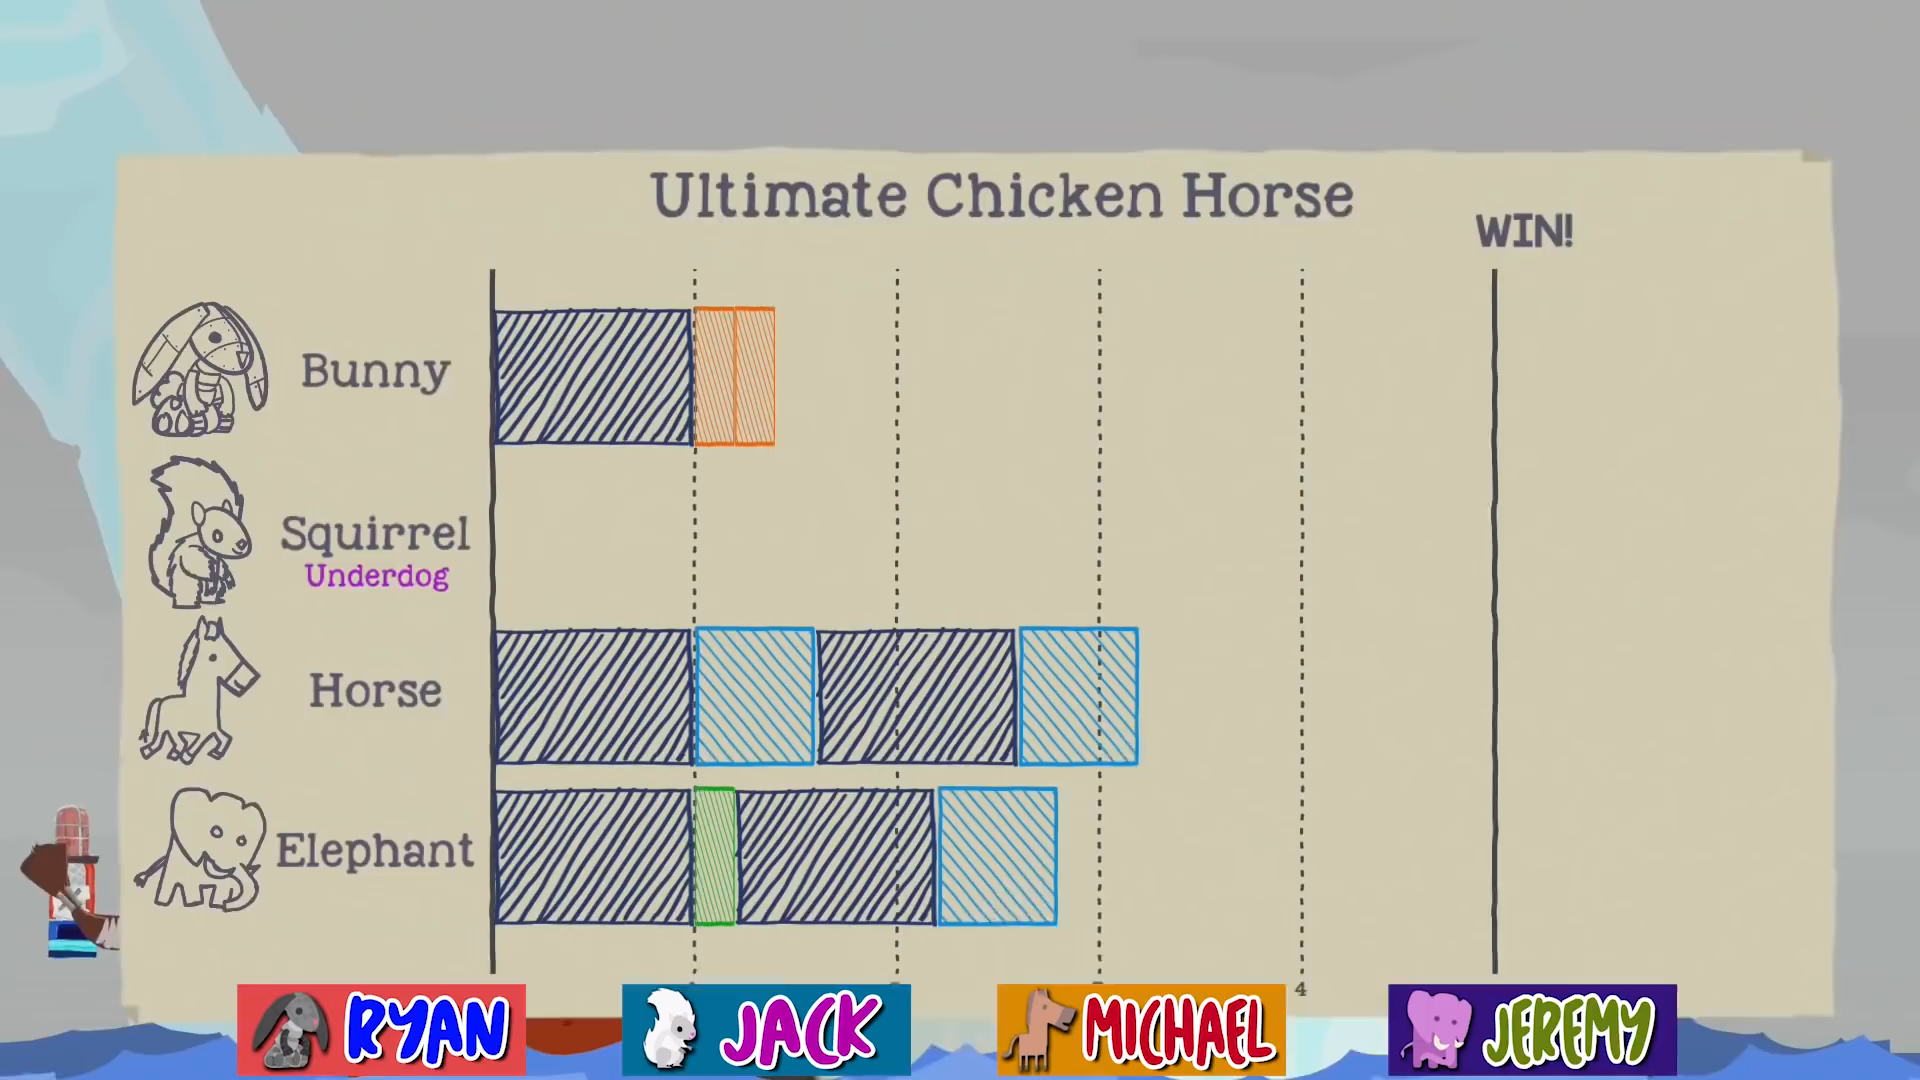 Ultimate Chicken Horse
WIN!
Bunny
Squirrel
Underdog
Horse
Elephant
4
RYAN
JACK
MICHAEL
JEREMY